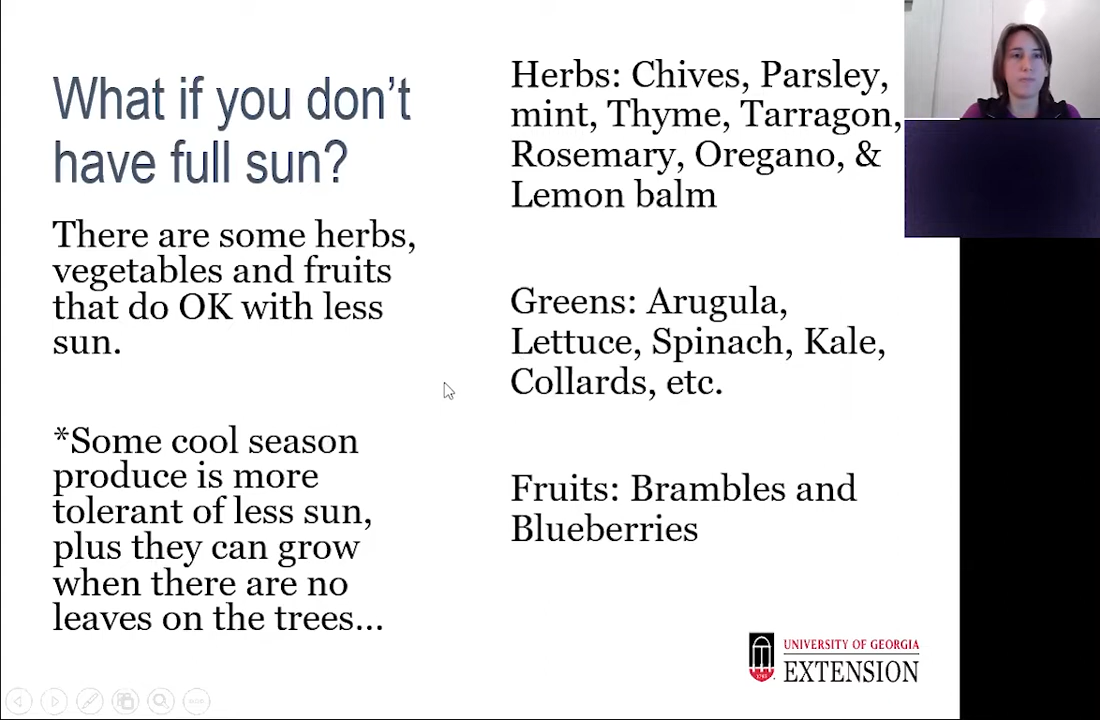 What if you don’t
have full sun?
There are some herbs,
vegetables and fruits
that do OK with less
sun.
*Some cool season
produce is more
tolerant of less sun,
plus they can grow
when there are no
leaves on the trees...
Herbs: Chives, Parsley,
mint, Thyme, Tarragon,
Rosemary, Oregano, &
Lemon balm
Greens: Arugula,
Lettuce, Spinach, Kale,
Collards, etc.
Fruits: Brambles and
Blueberries
UNIVERSITY OF GEORGIA
EXTENSION